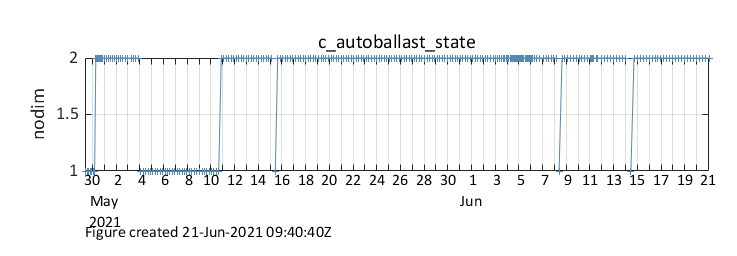 c_autoballast_state
2
1.5
1
nodim
30 2 4 6 8 10 12 14 16 18 20 22 24 26 28 30 1 3 5 7 9 11 13 15 17 19 21
May Jun
2021
Figure created 21-Jun-2021 09:40:40Z